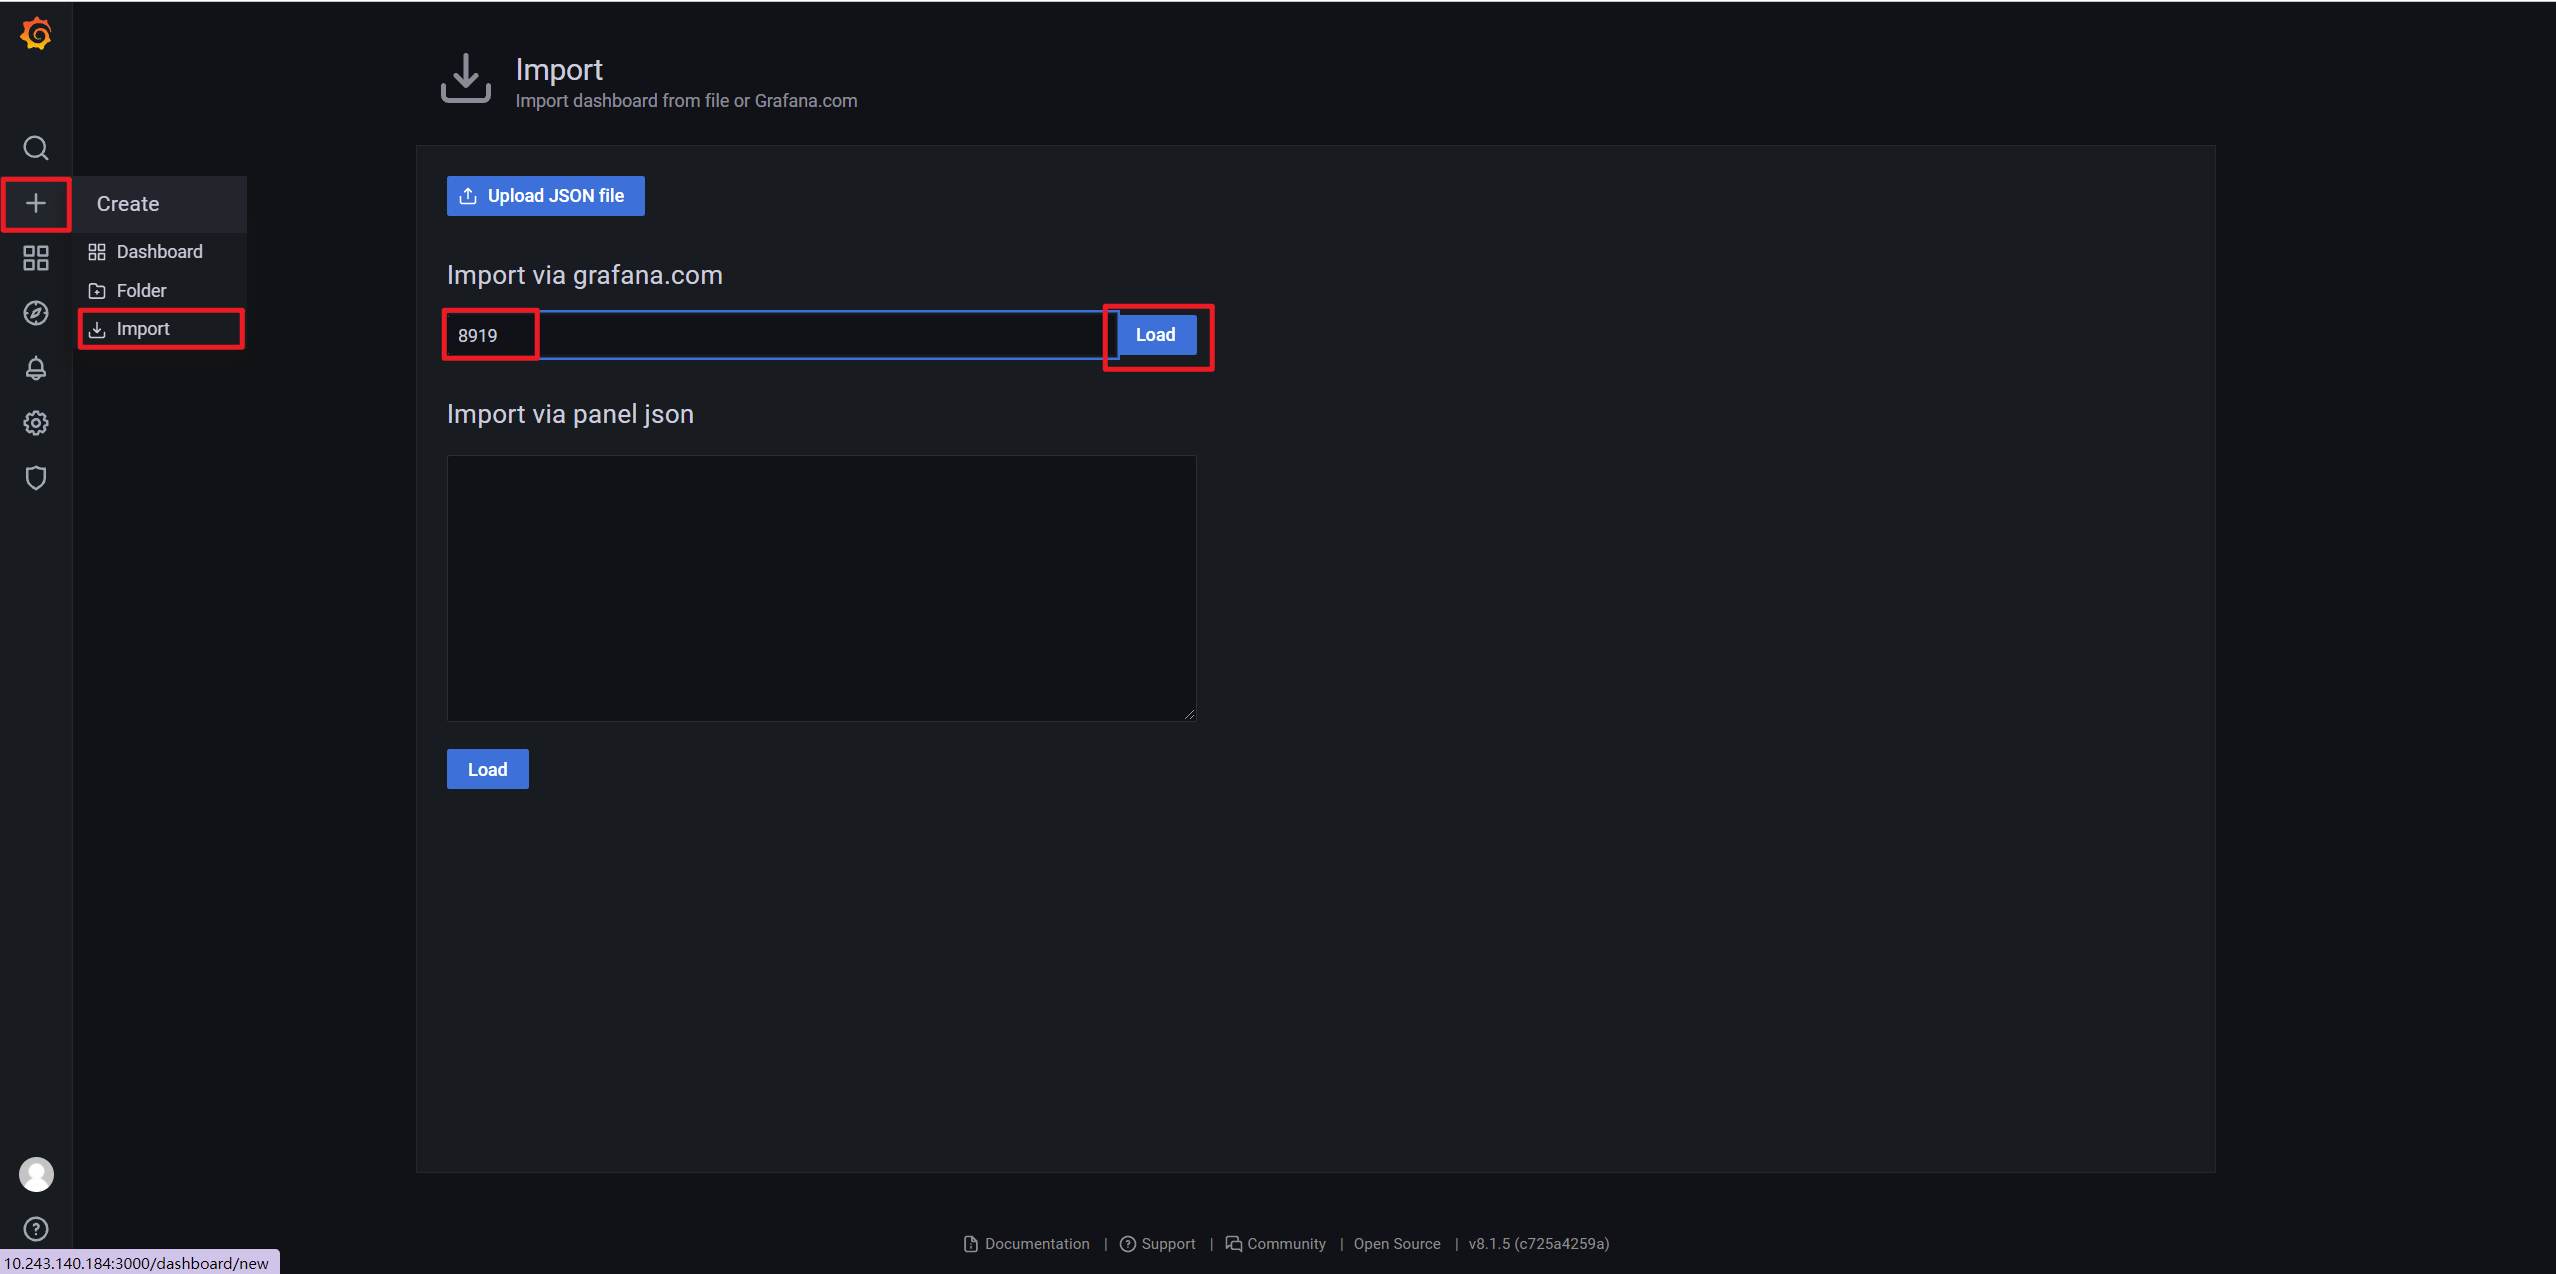 Import
Import dashboard from file or Grafana.com
Create
Dashboard
Folder
Import
Upload JSON file
Import via grafana.com
8919
Load
Import via panel json
Load
Documentation | Support | Community | Open Source | v8.1.5 (c725a4259a)
10.243.140.184:3000/dashboard/new